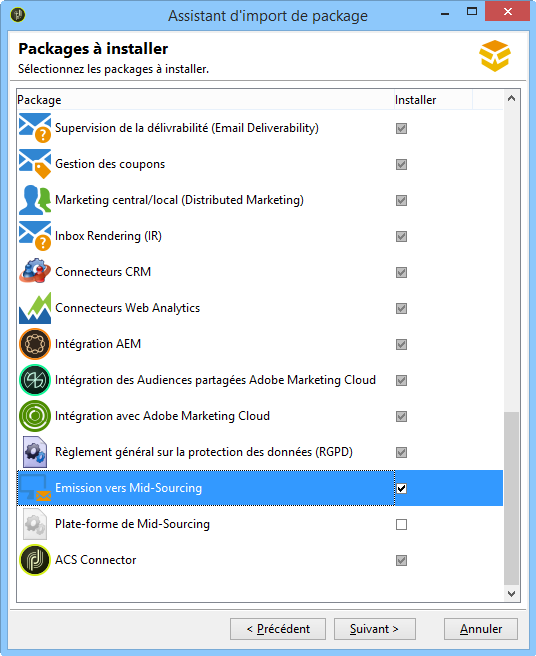 Assistant d'import de package
Packages à installer
Sélectionnez les packages à installer.
Package Installer
Supervision de la délivrabilité (Email Deliverability)
Gestion des coupons
Marketing central/local (Distributed Marketing)
Inbox Rendering (IR)
Connecteurs CRM
Connecteurs Web Analytics
Intégration AEM
Intégration des Audiences partagées Adobe Marketing Cloud
Intégration avec Adobe Marketing Cloud
Règlement général sur la protection des données (RGPD)
Emission vers Mid-Sourcing
Plate-forme de Mid-Sourcing
ACS Connector
< Précédent Suivant > Annuler